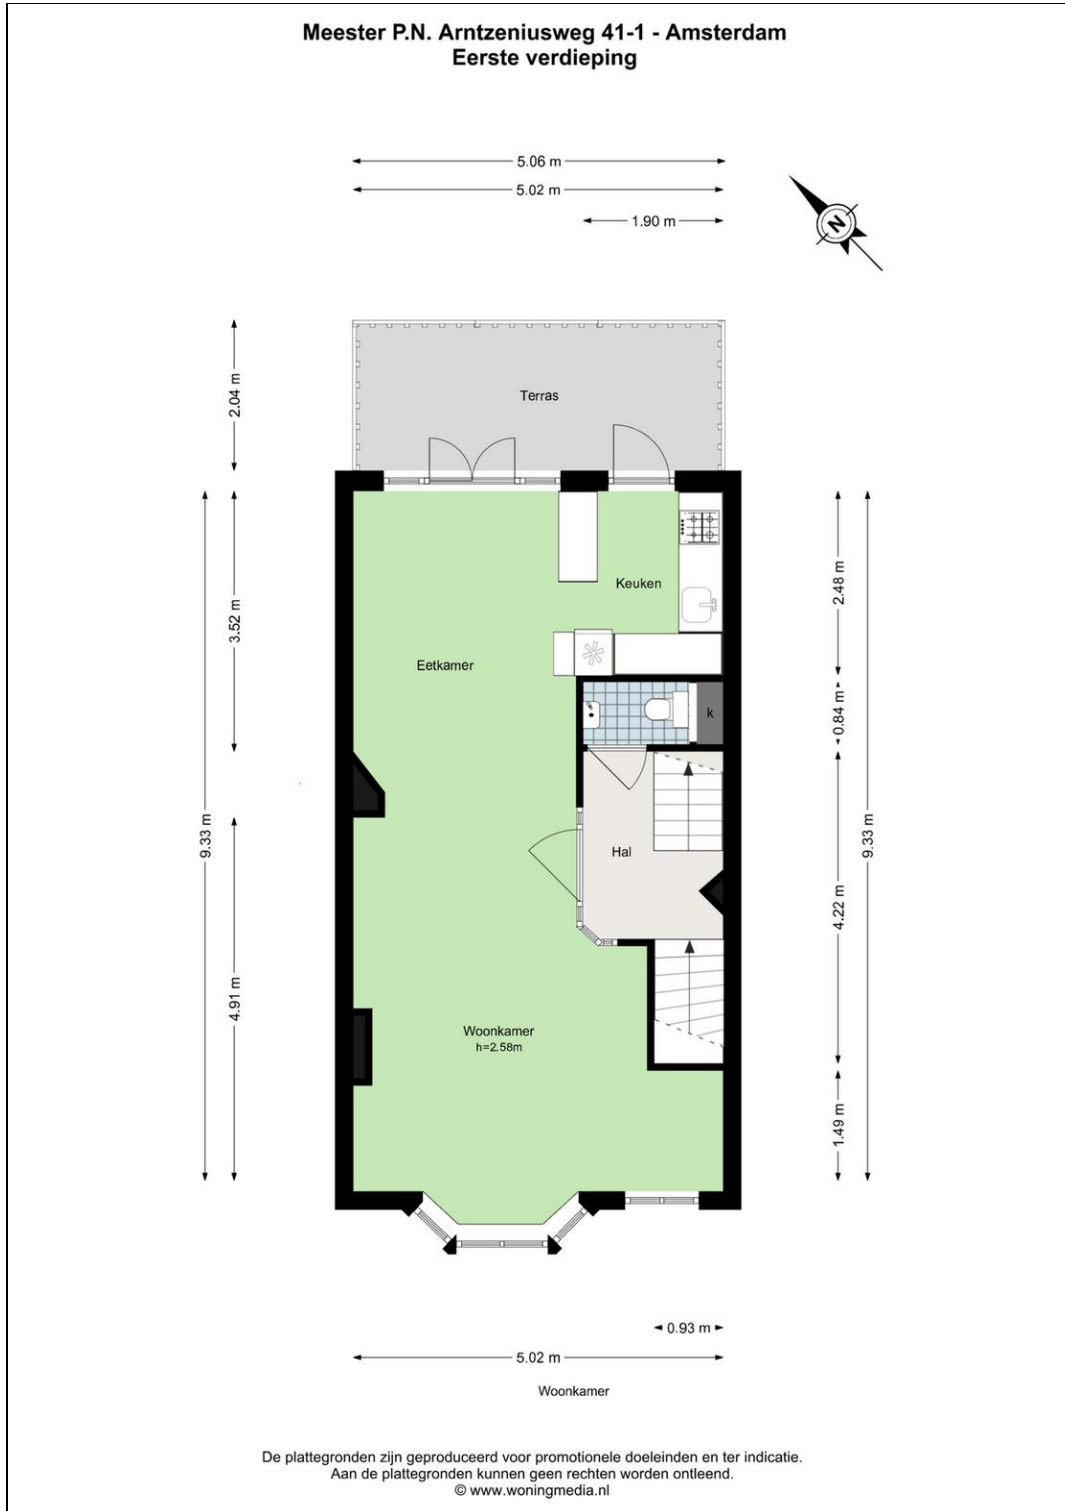 Meester P.N. Arntzeniusweg 41-1 - Amsterdam
Eerste verdieping
5.06 m
5.02 m
1.90 m
N
2.04 m
Terras
9.33 m
3.52 m
4.91 m
Keuken
Eetkamer
k
Hal
Woonkamer
h=2.58m
2.48 m
0.84 m
4.22 m
1.49 m
9.33 m
0.93 m
5.02 m
Woonkamer
De plattegronden zijn geproduceerd voor promotionele doeleinden en ter indicatie.
Aan de plattegronden kunnen geen rechten worden ontleend.
© www.woningmedia.nl